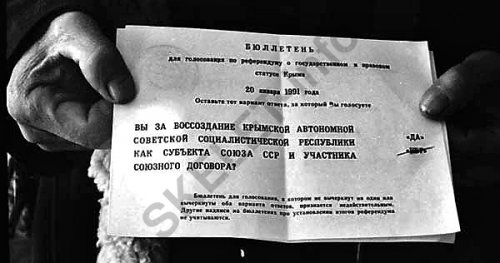 БЮЛЛЕТЕНЬ
для голосования по референдуму о государственном и правовом
статусе Крыма
20 января 1991 года
Оставьте тот вариант ответа, за который Вы голосуете
ВЫ ЗА ВОССОЗДАНИЕ КРЫМСКОЙ АВТОНОМНОЙ
СОВЕТСКОЙ СОЦИАЛИСТИЧЕСКОЙ РЕСПУБЛИКИ
КАК СУБЪЕКТА СОЮЗА ССР И УЧАСТНИКА
СОЮЗНОГО ДОГОВОРА?
«ДА»
Бюллетень для голосования, в котором не вычеркнут ни один или
вычеркнуты оба варианта ответов, признается недействительным.
Другие надписи на бюллетенях при установлении итогов референдума
не учитываются.